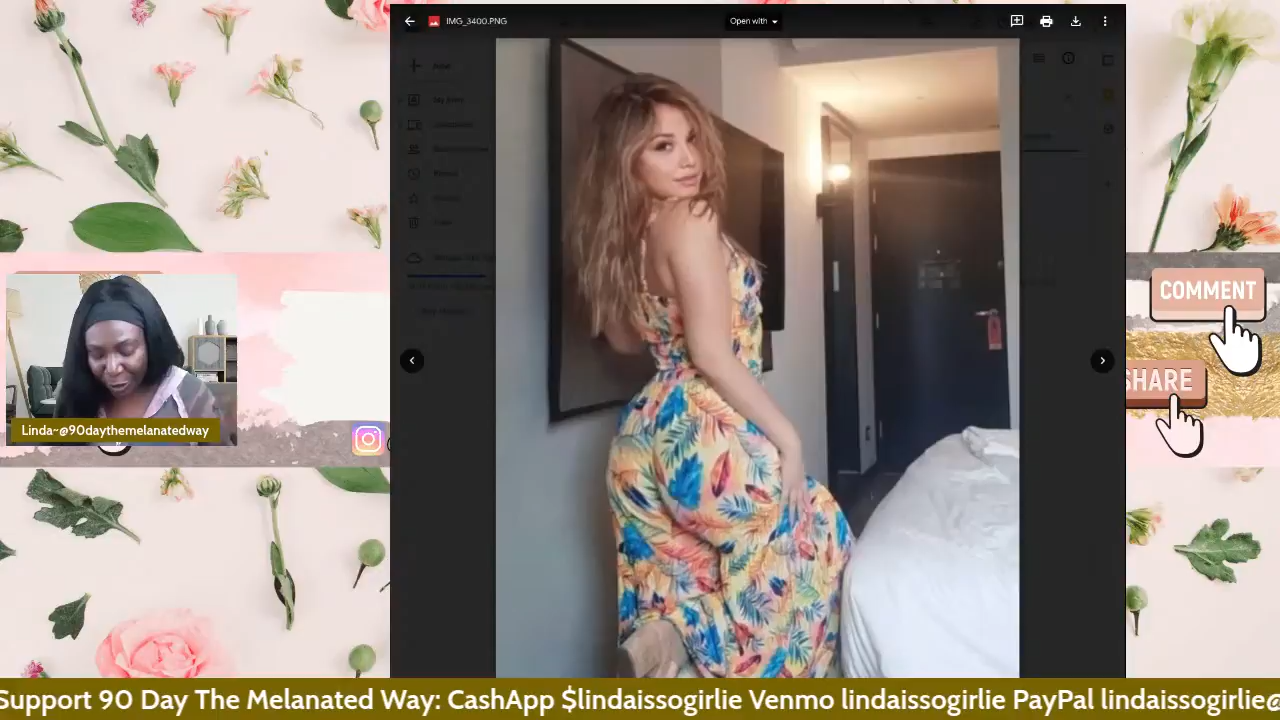 IMG_3400.PNG
Open with
COMMENT
SHARE
Linda~@90daythemelanatedway
Support 90 Day The Melanated Way: CashApp $lindaissogirlie Venmo lindaissogirlie PayPal lindaissogirlie@